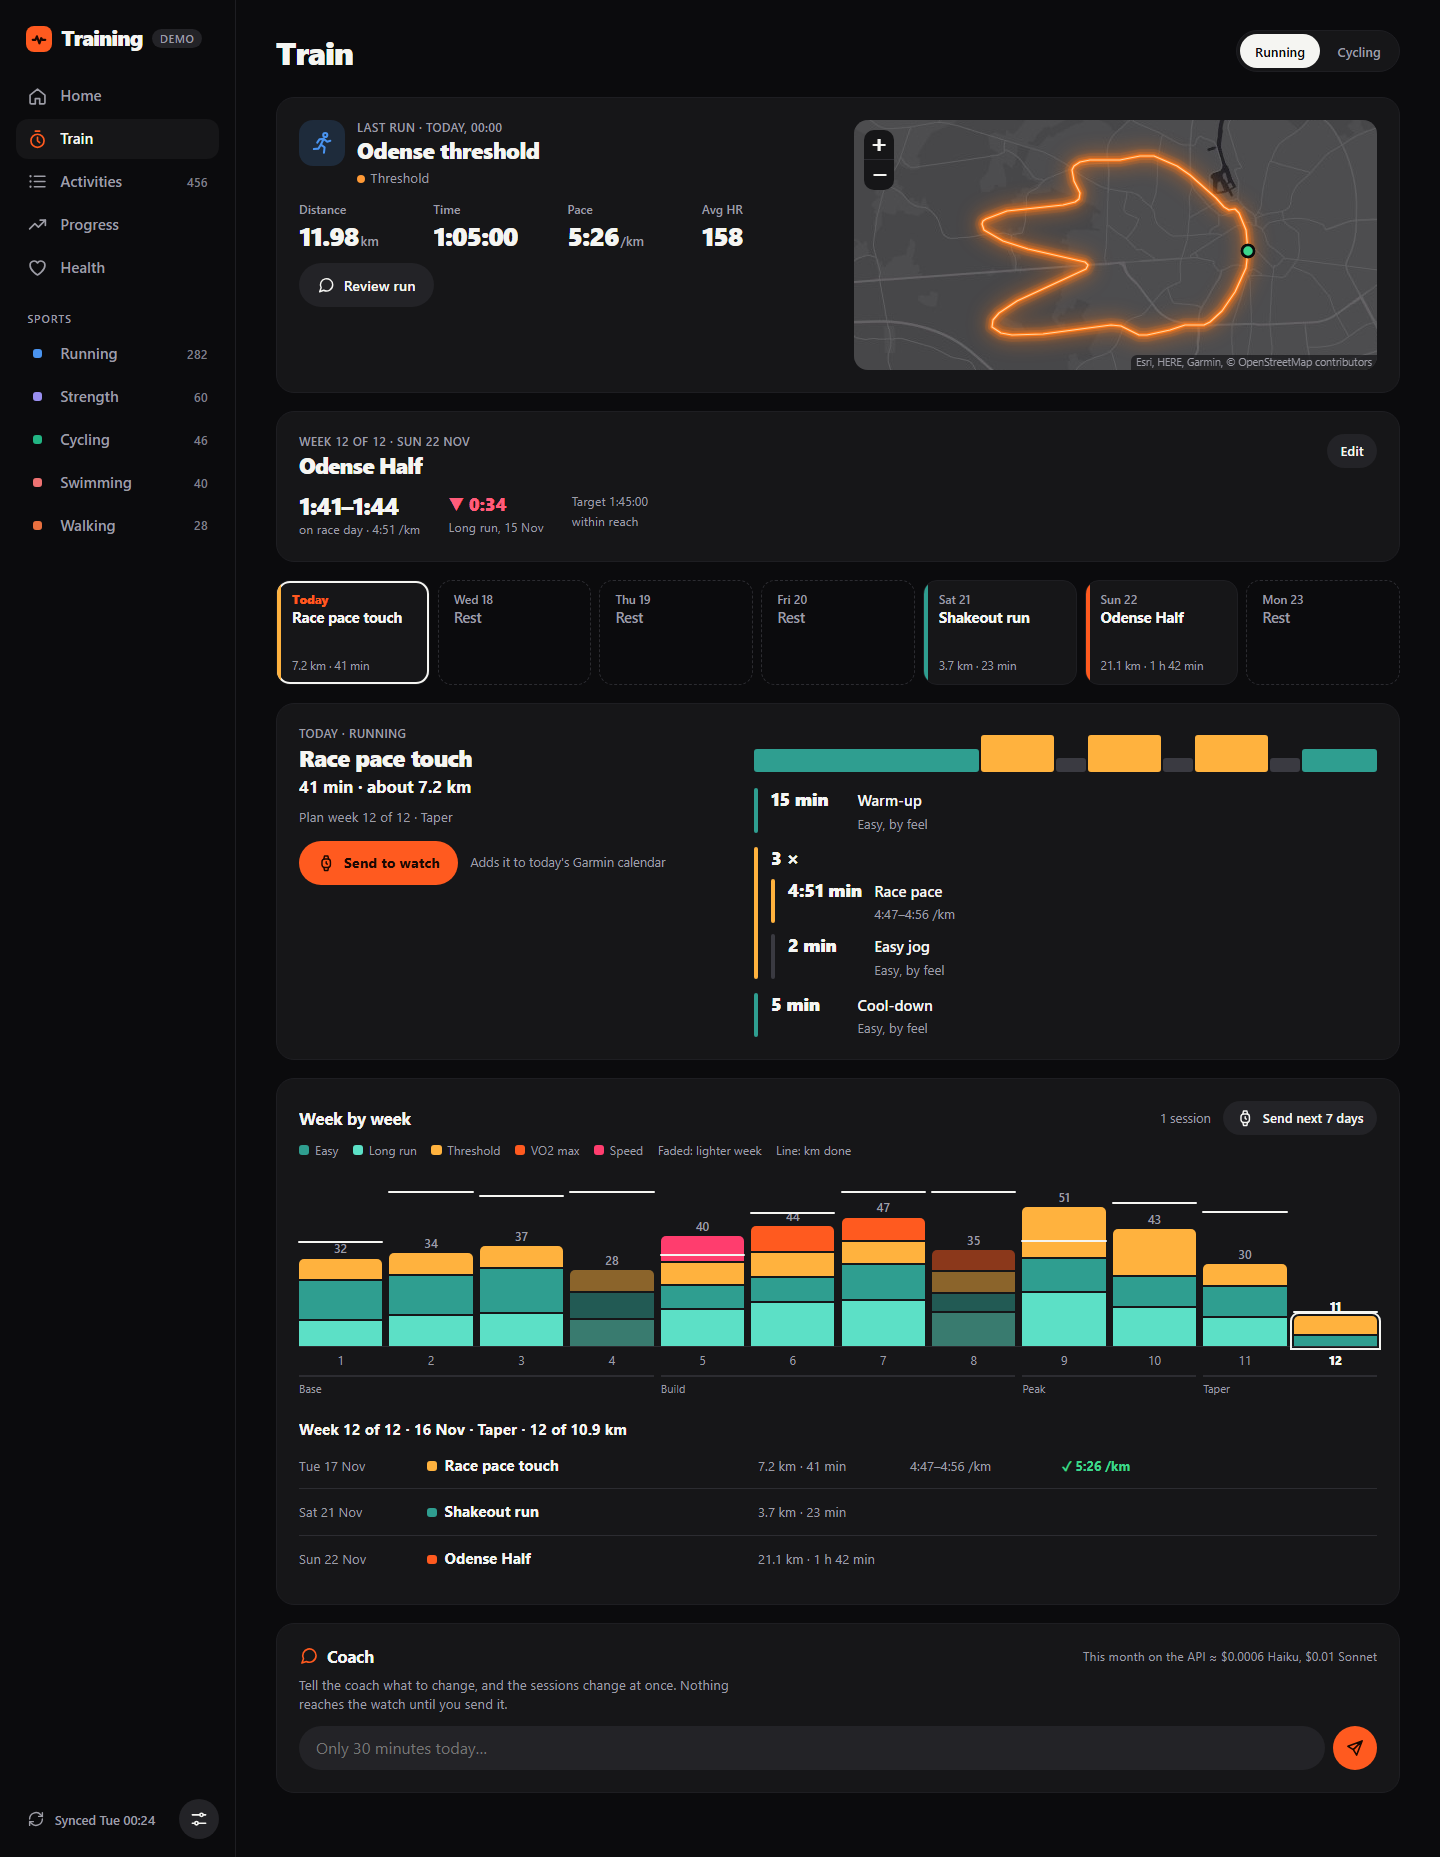 Training DEMO
Home
Train
Activities 456
Progress
Health
SPORTS
Running 282
Strength 60
Cycling 46
Swimming 40
Walking 28
Synced Tue 00:24
Train
Running Cycling
LAST RUN · TODAY, 00:00
Odense threshold
Threshold
Distance Time Pace Avg HR
11.98 km 1:05:00 5:26 /km 158
Review run
+
−
Esri, HERE, Garmin, © OpenStreetMap contributors
WEEK 12 OF 12 · SUN 22 NOV
Odense Half
Edit
1:41–1:44 ▼ 0:34 Target 1:45:00
on race day · 4:51 /km Long run, 15 Nov within reach
Today Wed 18 Thu 19 Fri 20 Sat 21 Sun 22 Mon 23
Race pace touch Rest Rest Rest Shakeout run Odense Half Rest
7.2 km · 41 min 3.7 km · 23 min 21.1 km · 1 h 42 min
TODAY · RUNNING
Race pace touch
41 min · about 7.2 km
Plan week 12 of 12 · Taper
Send to watch Adds it to today's Garmin calendar
15 min Warm-up
Easy, by feel
3 ×
4:51 min Race pace
4:47–4:56 /km
2 min Easy jog
Easy, by feel
5 min Cool-down
Easy, by feel
Week by week
1 session Send next 7 days
Easy Long run Threshold VO2 max Speed Faded: lighter week Line: km done
32 34 37 28 40 44 47 35 51 43 30 11
1 2 3 4 5 6 7 8 9 10 11 12
Base Build Peak Taper
Week 12 of 12 · 16 Nov · Taper · 12 of 10.9 km
Tue 17 Nov Race pace touch 7.2 km · 41 min 4:47–4:56 /km ✓ 5:26 /km
Sat 21 Nov Shakeout run 3.7 km · 23 min
Sun 22 Nov Odense Half 21.1 km · 1 h 42 min
Coach
This month on the API ≈ $0.0006 Haiku, $0.01 Sonnet
Tell the coach what to change, and the sessions change at once. Nothing
reaches the watch until you send it.
Only 30 minutes today...